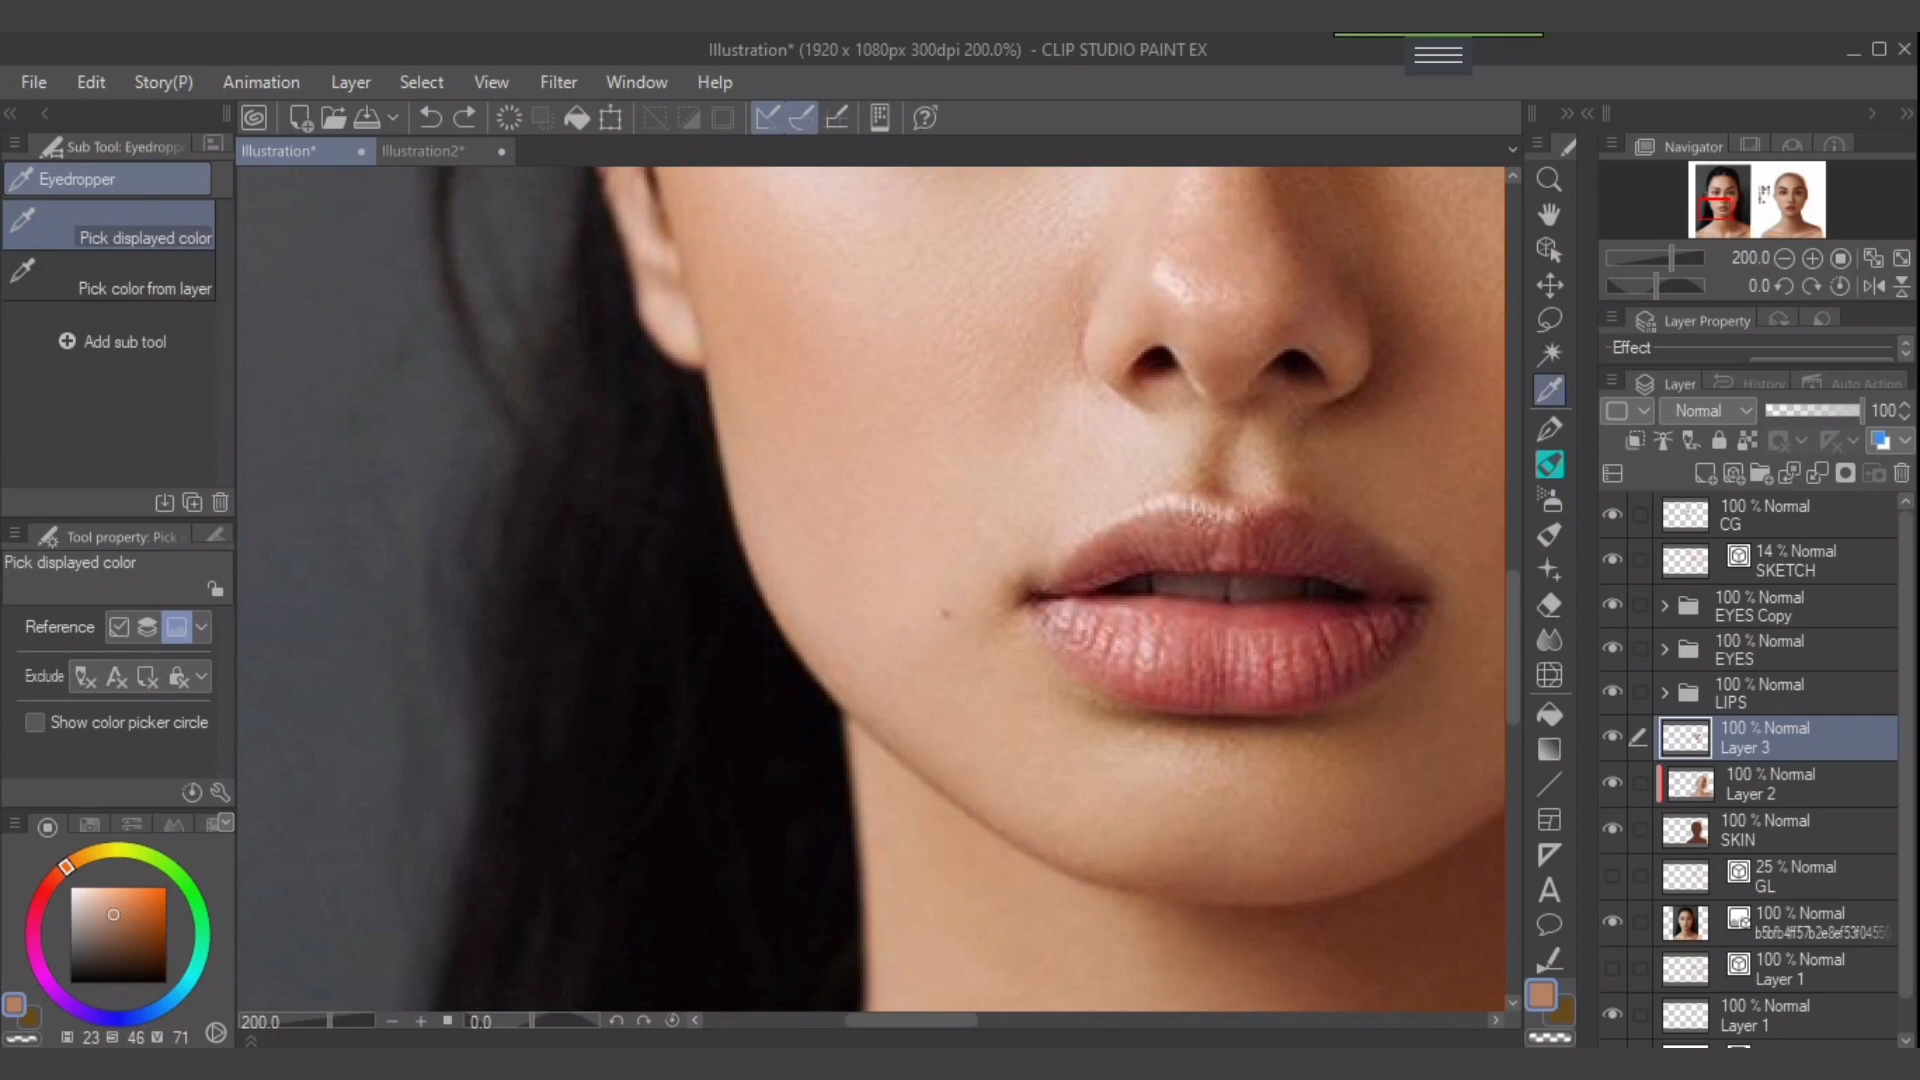 Illustration* (1920 x 1080px 300dpi 200.0%) - CLIP STUDIO PAINT EX
File Edit Story(P) Animation Layer Select View Filter Window Help
Sub Tool: Eyedropp
Illustration*
Illustration2*
Eyedropper
Pick displayed color
Pick color from layer
Add sub tool
Tool property: Pick
Pick displayed color
Reference
Exclude
Show color picker circle
23 46 71
200.0
0.0
Navigator
200.0
0.0
Layer Property
Effect
Layer History Auto Action
Normal 100
100 % Normal
CG
14 % Normal
SKETCH
100 % Normal
EYES Copy
100 % Normal
EYES
100 % Normal
LIPS
100 % Normal
Layer 3
100 % Normal
Layer 2
100 % Normal
SKIN
25 % Normal
GL
100 % Normal
b5bfb4ff57b2e8ef53f04550
100 % Normal
Layer 1
100 % Normal
Layer 1